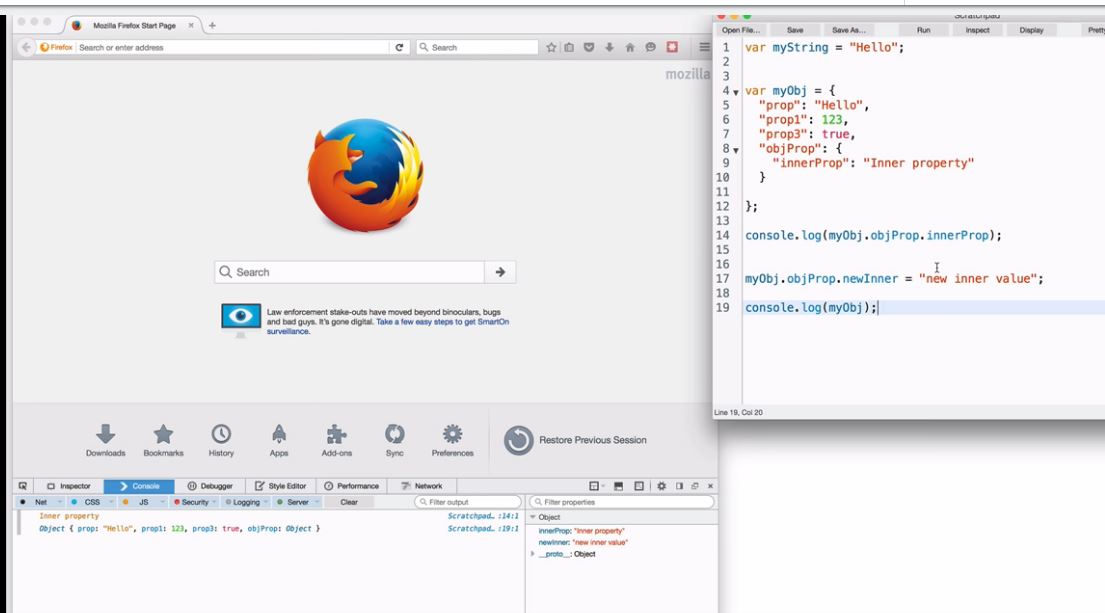 Mozilla Firefox Start Page
Firefox Search or enter address
Search
mozilla
Search
Law enforcement stake-outs have moved beyond binoculars, bugs
and bad guys. It's gone digital. Take a few easy steps to get SmartOn
surveillance.
Downloads Bookmarks History Apps Add-ons Sync Preferences Restore Previous Session
Inspector Console Debugger Style Editor Performance Network
Net CSS JS Security Logging Server Clear Filter output Filter properties
Inner property Scratchpad… :14:1
Object { prop: "Hello", prop1: 123, prop3: true, objProp: Object } Scratchpad… :19:1
Object
innerProp: "Inner property"
newInner: "new inner value"
__proto__: Object
Scratchpad
Open File... Save Save As... Run Inspect Display Pretty
1 var myString = "Hello";
2
3
4 var myObj = {
5 "prop": "Hello",
6 "prop1": 123,
7 "prop3": true,
8 "objProp": {
9 "innerProp": "Inner property"
10 }
11
12 };
13
14 console.log(myObj.objProp.innerProp);
15
16
17 myObj.objProp.newInner = "new inner value";
18
19 console.log(myObj);
Line 19, Col 20